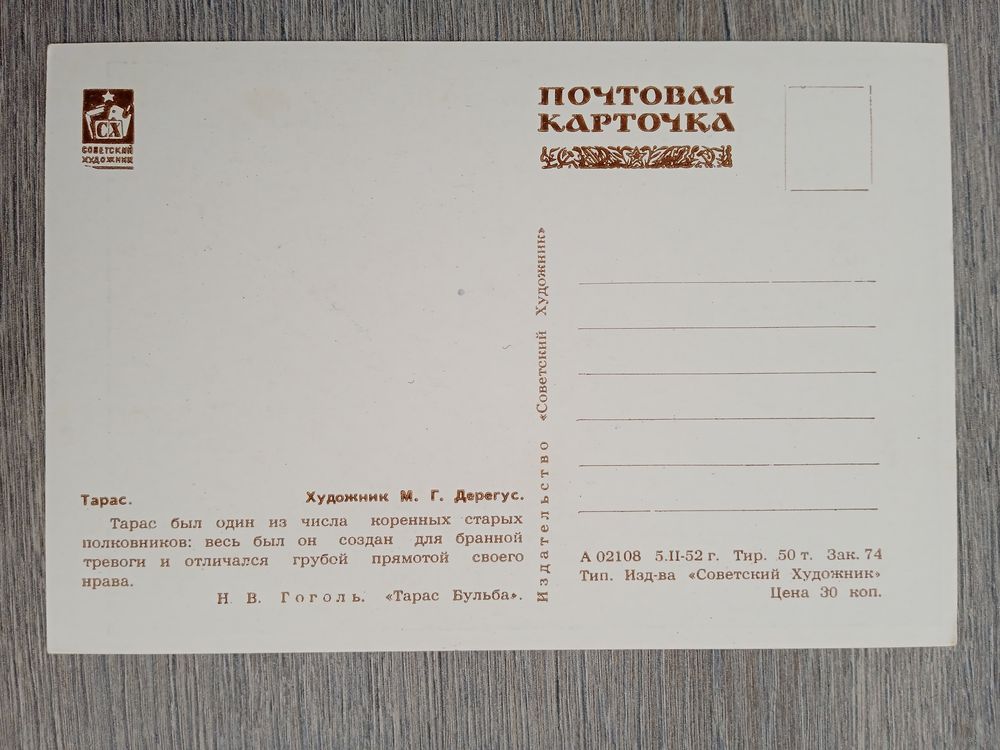 СХ
СОВЕТСКИЙ
ХУДОЖНИК
ПОЧТОВАЯ
КАРТОЧКА
Тарас. Художник М. Г. Дерегус.
Тарас был один из числа коренных старых
полковников: весь был он создан для бранной
тревоги и отличался грубой прямотой своего
нрава.
Н. В. Гоголь. «Тарас Бульба».
Издательство «Советский Художник»
А 02108 5.II-52 г. Тир. 50 т. Зак. 74
Тип. Изд-ва «Советский Художник»
Цена 30 коп.